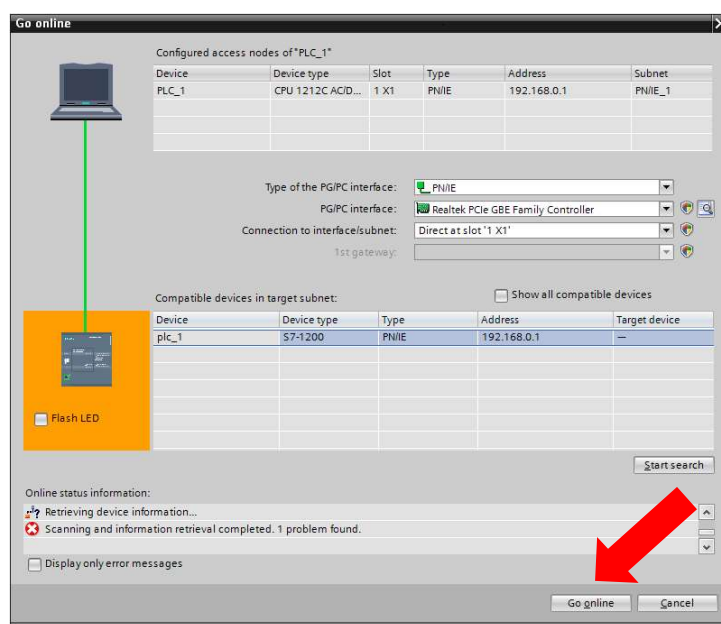 Go online
Configured access nodes of "PLC_1"
Device Device type Slot Type Address Subnet
PLC_1 CPU 1212C AC/D... 1 X1 PN/IE 192.168.0.1 PN/IE_1
Type of the PG/PC interface: PN/IE
PG/PC interface: Realtek PCIe GBE Family Controller
Connection to interface/subnet: Direct at slot '1 X1'
1st gateway:
Compatible devices in target subnet: Show all compatible devices
Device Device type Type Address Target device
plc_1 S7-1200 PN/IE 192.168.0.1 —
Flash LED
Start search
Online status information:
Retrieving device information...
Scanning and information retrieval completed. 1 problem found.
Display only error messages
Go online Cancel